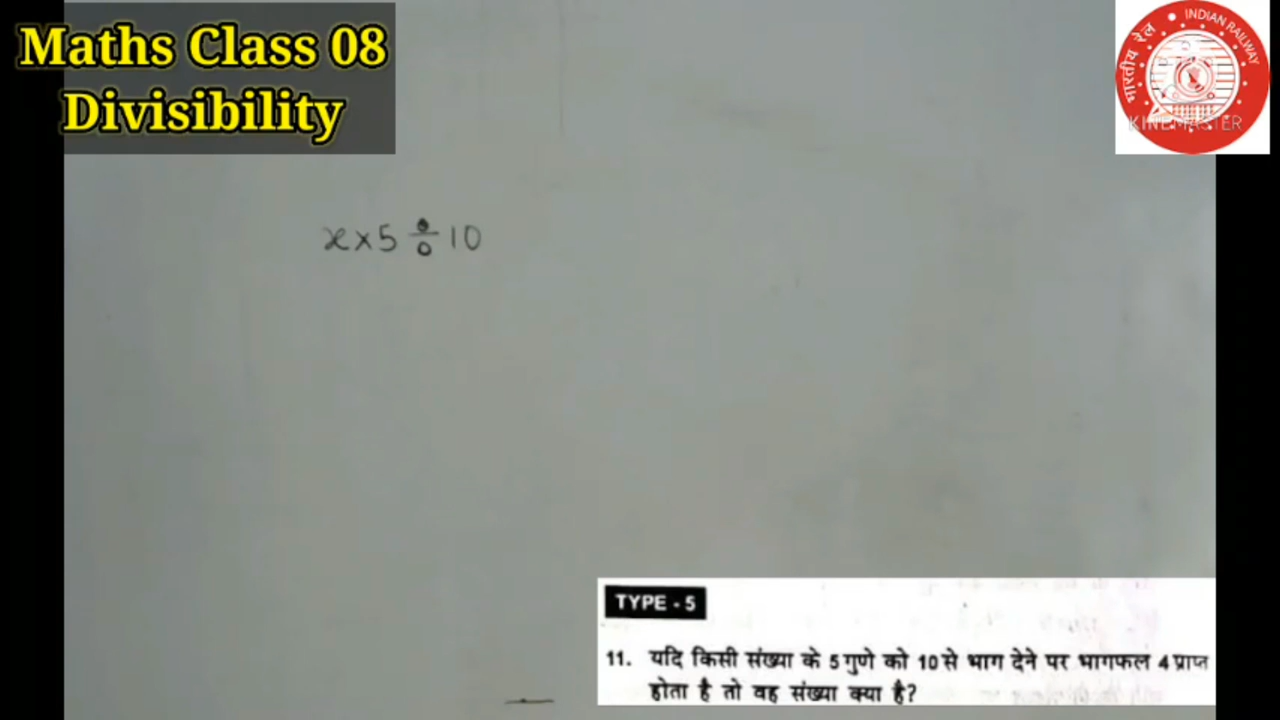 Maths Class 08
Divisibility
भारतीय रेल
INDIAN RAILWAY
KINEMASTER
x×5÷10
TYPE - 5
11. यदि किसी संख्या के 5 गुणे को 10 से भाग देने पर भागफल 4 प्राप्त
होता है तो वह संख्या क्या है?